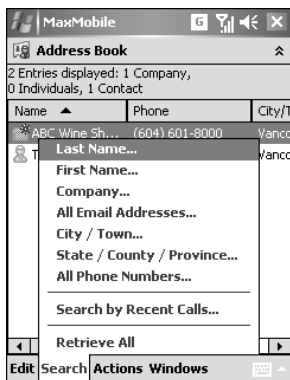 MaxMobile G
Address Book
2 Entries displayed: 1 Company,
0 Individuals, 1 Contact
Name Phone City/T
ABC Wine Sh... (604) 601-8000 Vanco
T Vanco
Last Name...
First Name...
Company...
All Email Addresses...
City / Town...
State / County / Province...
All Phone Numbers...
Search by Recent Calls...
Retrieve All
Edit Search Actions Windows